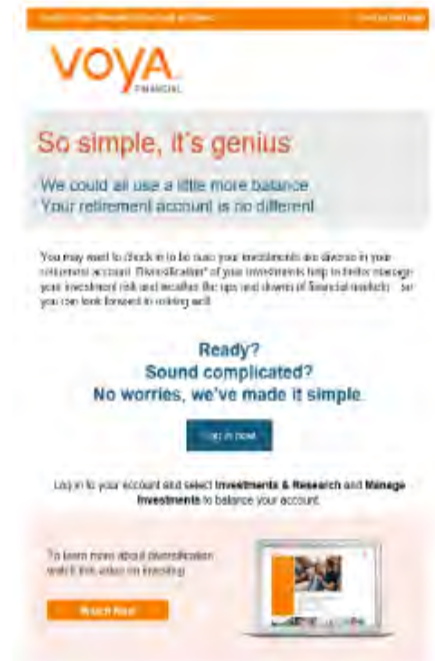 VOYA
FINANCIAL
So simple, it's genius
We could all use a little more balance.
Your retirement account is no different.
You may want to check in to be sure your investments are diverse in your
retirement account. Diversification* of your investments help to better manage
your investment risk and weather the ups and downs of financial markets - so
you can look forward to retiring well.
Ready?
Sound complicated?
No worries, we've made it simple.
Log in now
Log in to your account and select Investments & Research and Manage
Investments to balance your account.
To learn more about diversification
watch this video on investing.
Watch Now